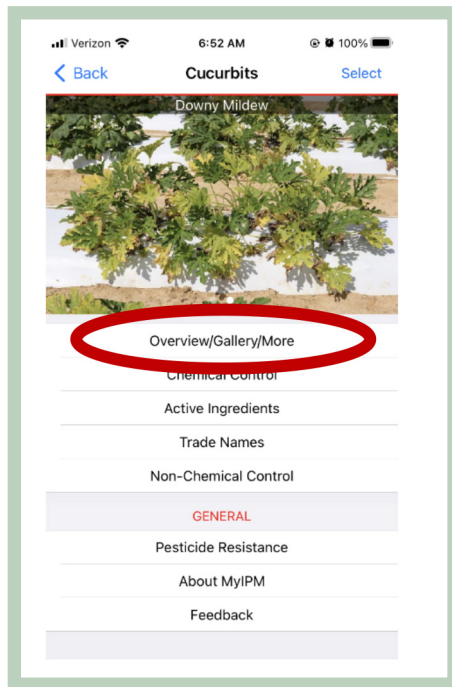 Verizon 6:52 AM 100%
Back Cucurbits Select
Downy Mildew
Overview/Gallery/More
Chemical Control
Active Ingredients
Trade Names
Non-Chemical Control
GENERAL
Pesticide Resistance
About MyIPM
Feedback